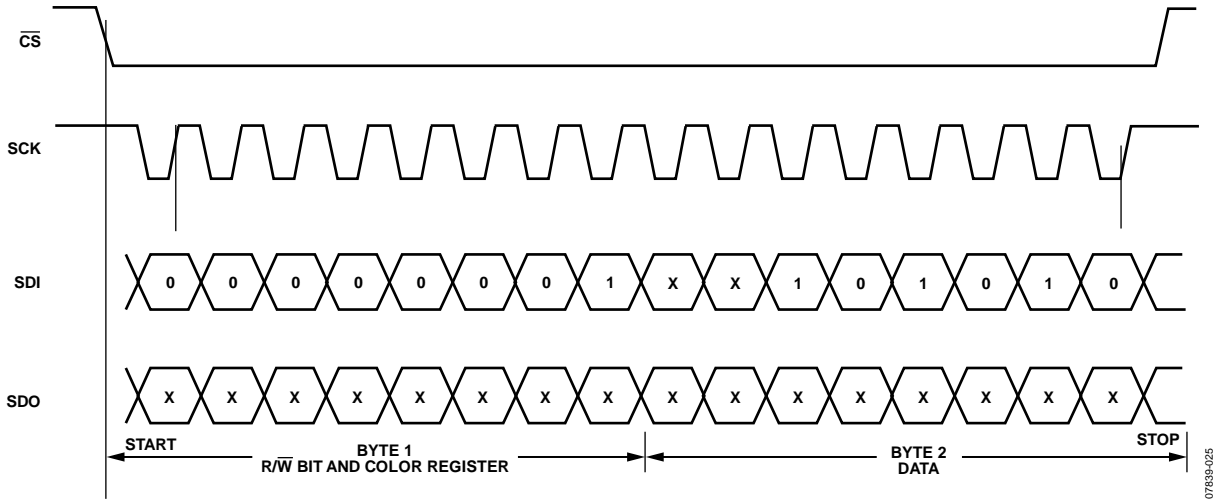 C̅S̅
SCK
SDI 0 0 0 0 0 0 0 1 X X 1 0 1 0 1 0
SDO X X X X X X X X X X X X X X X X
START BYTE 1 BYTE 2 STOP
R/W̅ BIT AND COLOR REGISTER DATA
07839-025